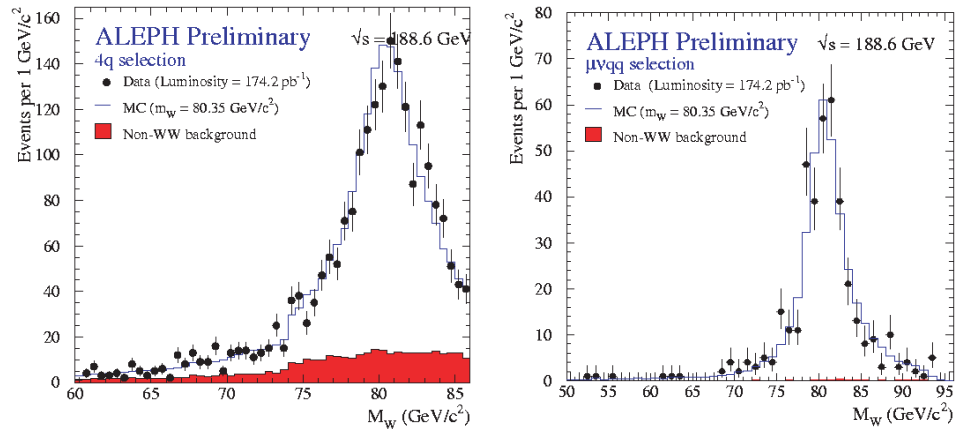 ALEPH Preliminary
√s = 188.6 GeV
4q selection
Data (Luminosity = 174.2 pb⁻¹)
MC (m_W = 80.35 GeV/c²)
Non-WW background
Events per 1 GeV/c²
160
140
120
100
80
60
40
20
0
60
65
70
75
80
85
M_W (GeV/c²)
ALEPH Preliminary
√s = 188.6 GeV
μνqq selection
Data (Luminosity = 174.2 pb⁻¹)
MC (m_W = 80.35 GeV/c²)
Non-WW background
Events per 1 GeV/c²
80
70
60
50
40
30
20
10
0
50
55
60
65
70
75
80
85
90
95
M_W (GeV/c²)